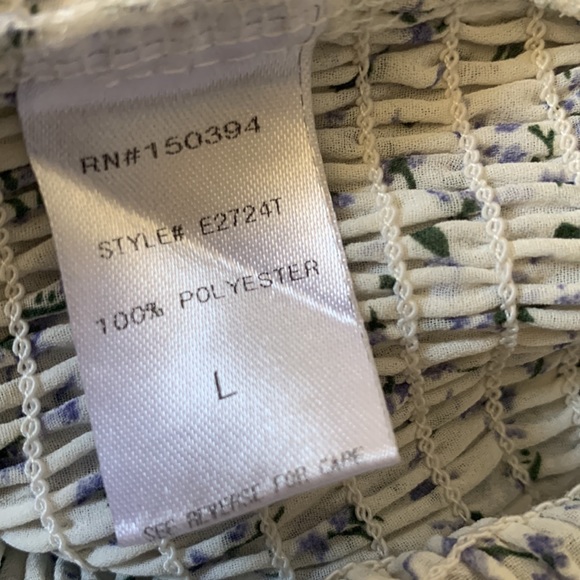 RN#150394
STYLE# E2724T
100% POLYESTER
L
SEE REVERSE FOR CARE